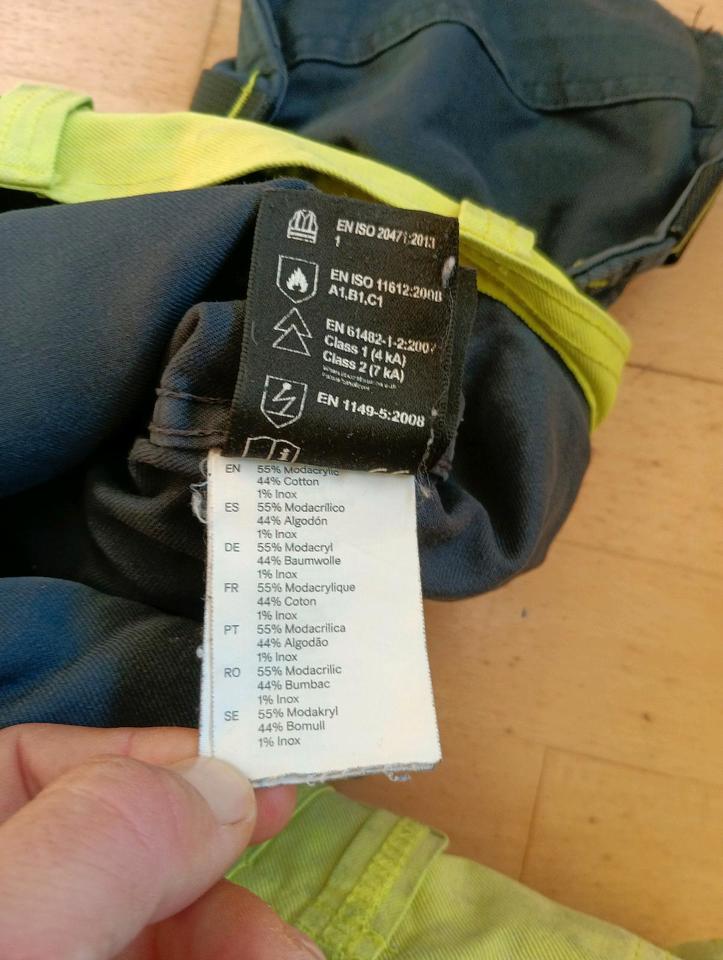 EN ISO 20471:2013
1
EN ISO 11612:2008
A1,B1,C1
EN 61482-1-2:2007
Class 1 (4 kA)
Class 2 (7 kA)
EN 1149-5:2008
i
EN 55% Modacrylic
44% Cotton
1% Inox
ES 55% Modacrílico
44% Algodón
1% Inox
DE 55% Modacryl
44% Baumwolle
1% Inox
FR 55% Modacrylique
44% Coton
1% Inox
PT 55% Modacrílica
44% Algodão
1% Inox
RO 55% Modacrilic
44% Bumbac
1% Inox
SE 55% Modakryl
44% Bomull
1% Inox